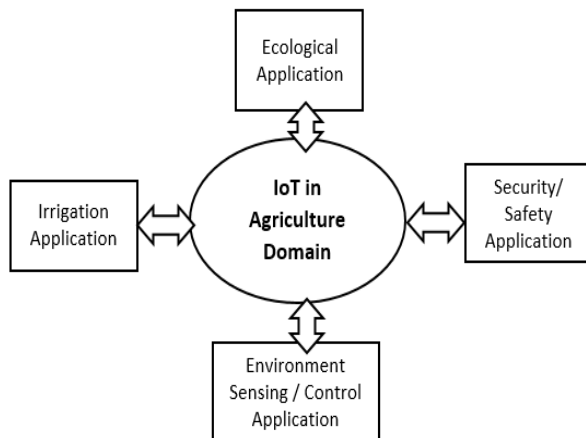 Ecological
Application
IoT in
Agriculture
Domain
Irrigation
Application
Security/
Safety
Application
Environment
Sensing / Control
Application